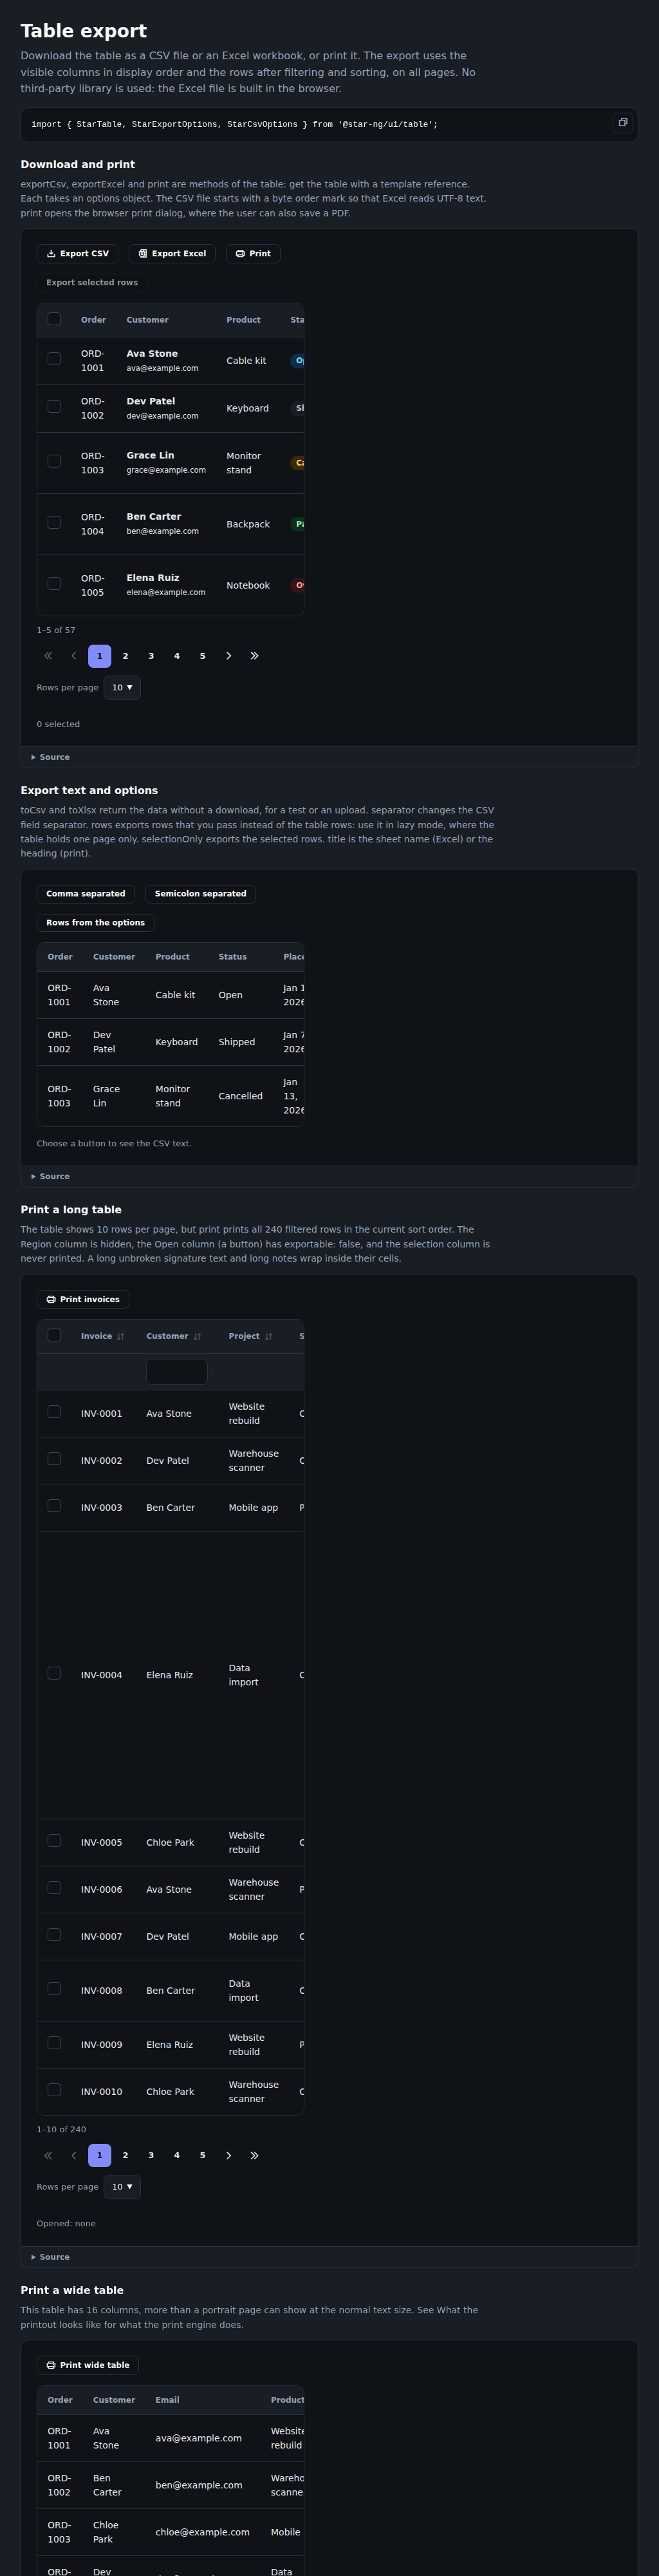 Table export
Download the table as a CSV file or an Excel workbook, or print it. The export uses the
visible columns in display order and the rows after filtering and sorting, on all pages. No
third-party library is used: the Excel file is built in the browser.
import { StarTable, StarExportOptions, StarCsvOptions } from '@star-ng/ui/table';
Download and print
exportCsv, exportExcel and print are methods of the table: get the table with a template reference.
Each takes an options object. The CSV file starts with a byte order mark so that Excel reads UTF-8 text.
print opens the browser print dialog, where the user can also save a PDF.
Export CSV Export Excel Print
Export selected rows
Order Customer Product
ORD-
1001
Ava Stone
ava@example.com
Cable kit
ORD-
1002
Dev Patel
dev@example.com
Keyboard
ORD-
1003
Grace Lin
grace@example.com
Monitor
stand
ORD-
1004
Ben Carter
ben@example.com
Backpack
ORD-
1005
Elena Ruiz
elena@example.com
Notebook
1–5 of 57
1 2 3 4 5
Rows per page 10
0 selected
Source
Export text and options
toCsv and toXlsx return the data without a download, for a test or an upload. separator changes the CSV
field separator. rows exports rows that you pass instead of the table rows: use it in lazy mode, where the
table holds one page only. selectionOnly exports the selected rows. title is the sheet name (Excel) or the
heading (print).
Comma separated Semicolon separated
Rows from the options
Order Customer Product Status Place
ORD-
1001
Ava
Stone
Cable kit Open
Jan 1
2026
ORD-
1002
Dev
Patel
Keyboard Shipped
Jan 7
2026
ORD-
1003
Grace
Lin
Monitor
stand
Cancelled
Jan
13,
2026
Choose a button to see the CSV text.
Source
Print a long table
The table shows 10 rows per page, but print prints all 240 filtered rows in the current sort order. The
Region column is hidden, the Open column (a button) has exportable: false, and the selection column is
never printed. A long unbroken signature text and long notes wrap inside their cells.
Print invoices
Invoice Customer Project
INV-0001 Ava Stone
Website
rebuild
INV-0002 Dev Patel
Warehouse
scanner
INV-0003 Ben Carter Mobile app
INV-0004 Elena Ruiz
Data
import
INV-0005 Chloe Park
Website
rebuild
INV-0006 Ava Stone
Warehouse
scanner
INV-0007 Dev Patel Mobile app
INV-0008 Ben Carter
Data
import
INV-0009 Elena Ruiz
Website
rebuild
INV-0010 Chloe Park
Warehouse
scanner
1–10 of 240
1 2 3 4 5
Rows per page 10
Opened: none
Source
Print a wide table
This table has 16 columns, more than a portrait page can show at the normal text size. See What the
printout looks like for what the print engine does.
Print wide table
Order Customer Email Product
ORD-
1001
Ava
Stone
ava@example.com
Website
rebuild
ORD-
1002
Ben
Carter
ben@example.com
Wareho
scanne
ORD-
1003
Chloe
Park
chloe@example.com Mobile
ORD-
Dev
Data